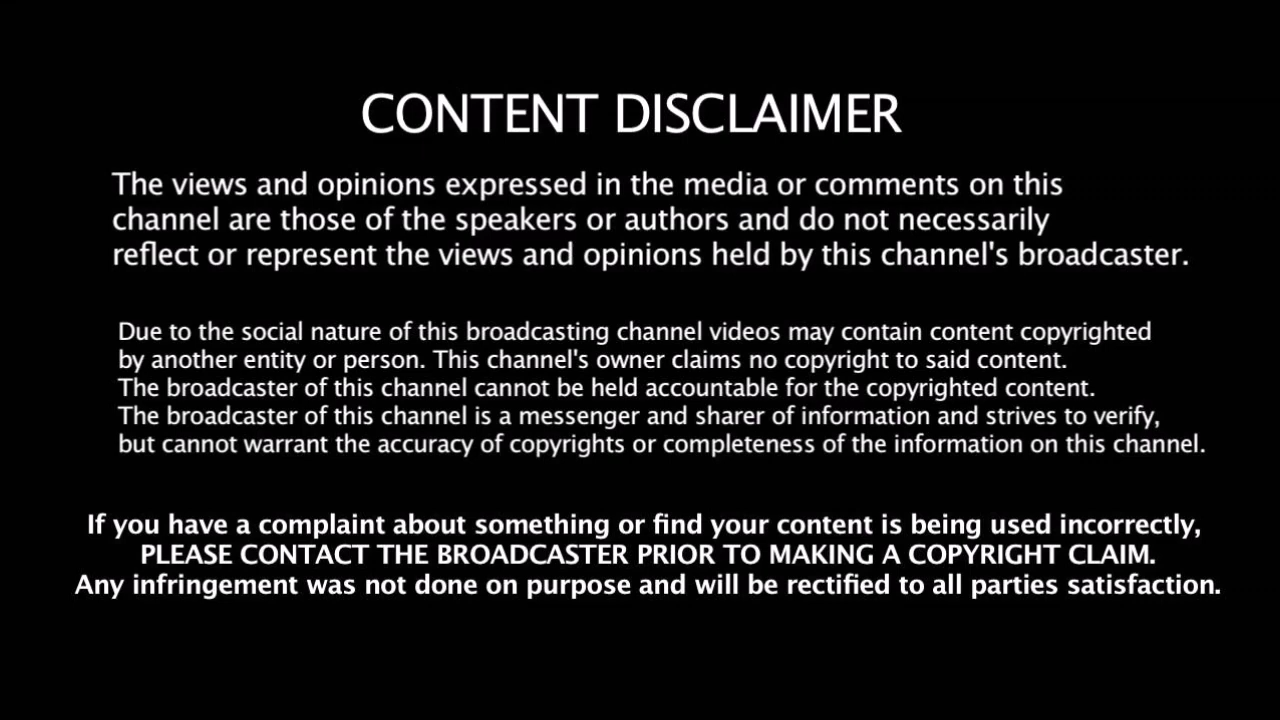 CONTENT DISCLAIMER
The views and opinions expressed in the media or comments on this
channel are those of the speakers or authors and do not necessarily
reflect or represent the views and opinions held by this channel's broadcaster.
Due to the social nature of this broadcasting channel videos may contain content copyrighted
by another entity or person. This channel's owner claims no copyright to said content.
The broadcaster of this channel cannot be held accountable for the copyrighted content.
The broadcaster of this channel is a messenger and sharer of information and strives to verify,
but cannot warrant the accuracy of copyrights or completeness of the information on this channel.
If you have a complaint about something or find your content is being used incorrectly,
PLEASE CONTACT THE BROADCASTER PRIOR TO MAKING A COPYRIGHT CLAIM.
Any infringement was not done on purpose and will be rectified to all parties satisfaction.